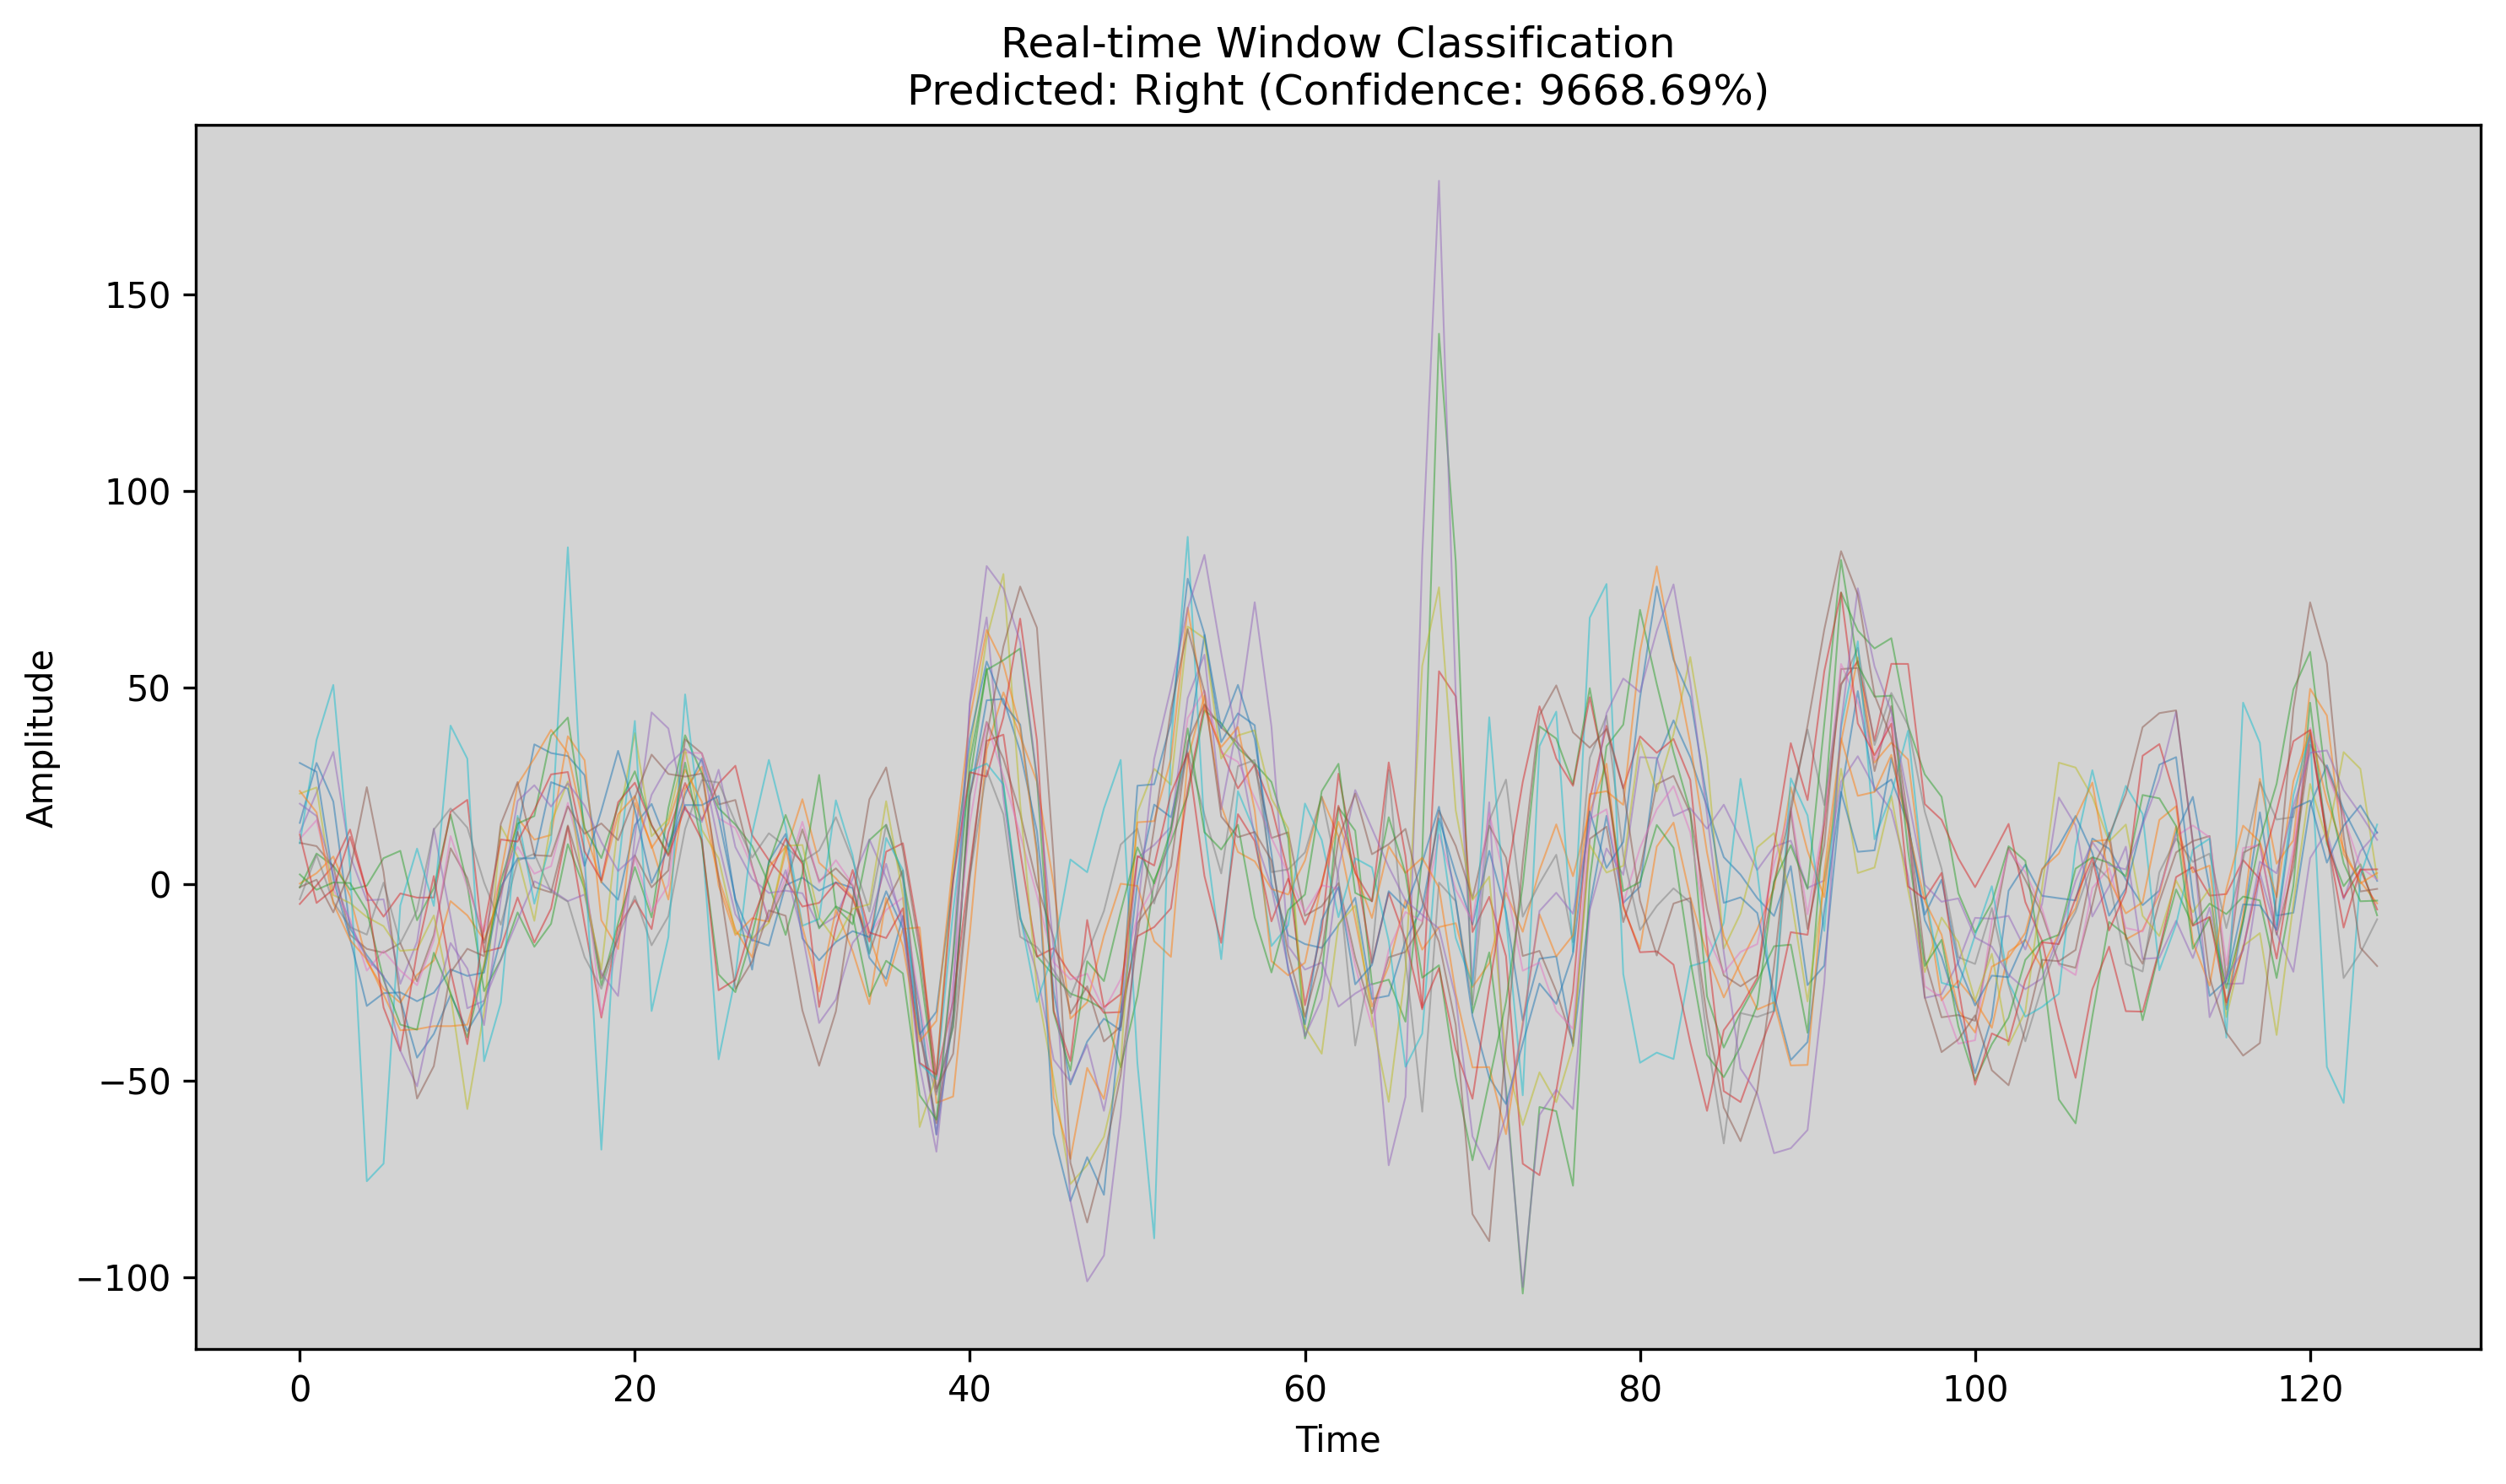 Real-time Window Classification
Predicted: Right (Confidence: 9668.69%)
Amplitude
150
100
50
0
−50
−100
0 20 40 60 80 100 120
Time